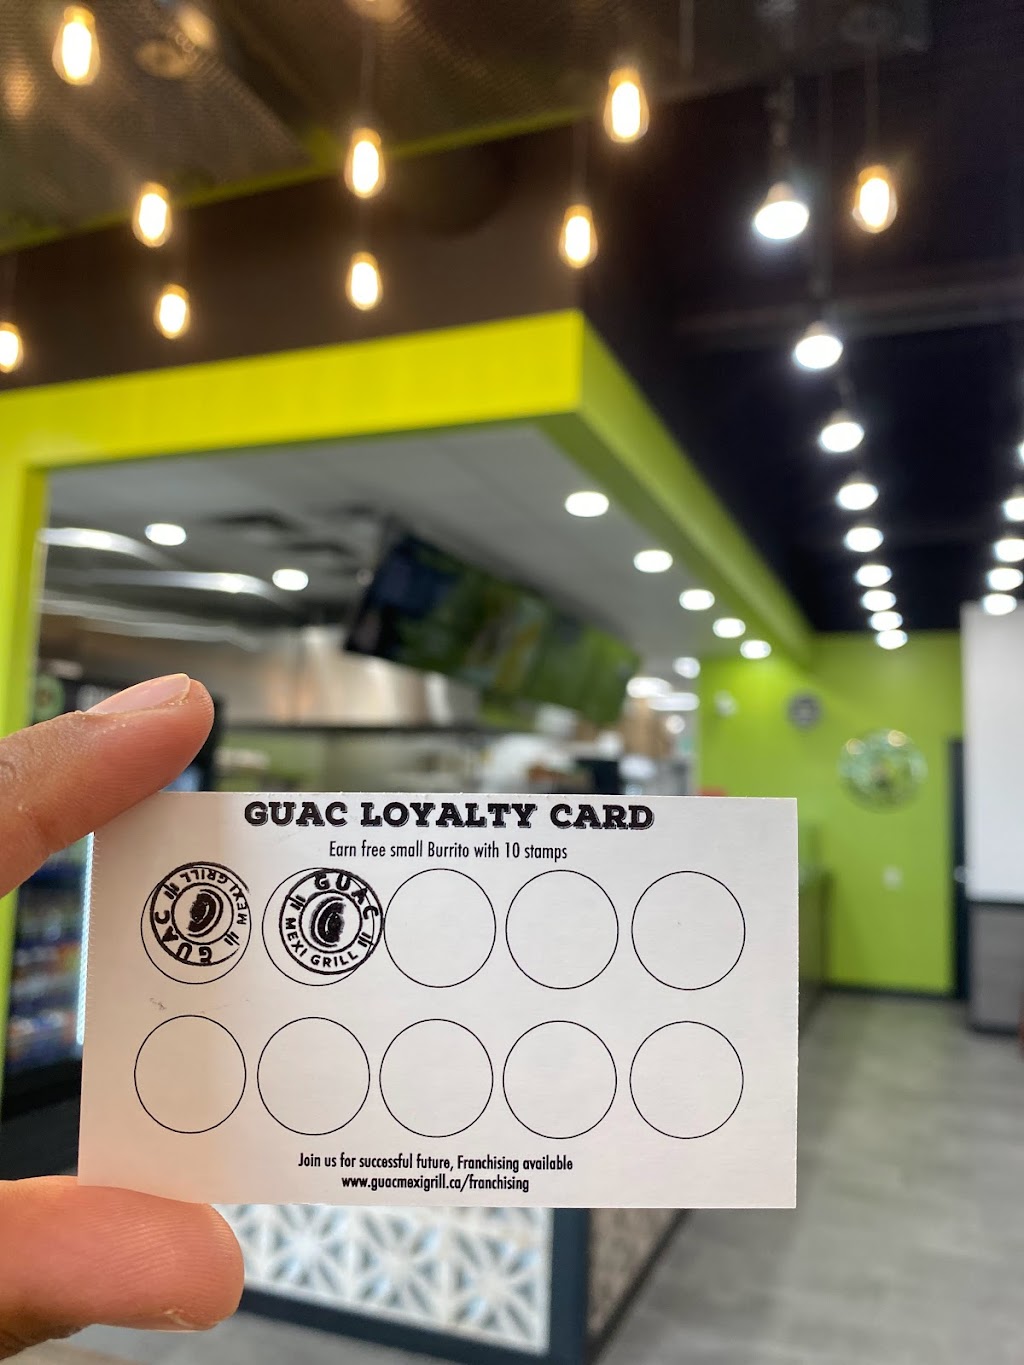 GUAC LOYALTY CARD
Earn free small Burrito with 10 stamps
GUAC MEXI GRILL
GUAC MEXI GRILL
Join us for successful future, Franchising available
www.guacmexigrill.ca/franchising